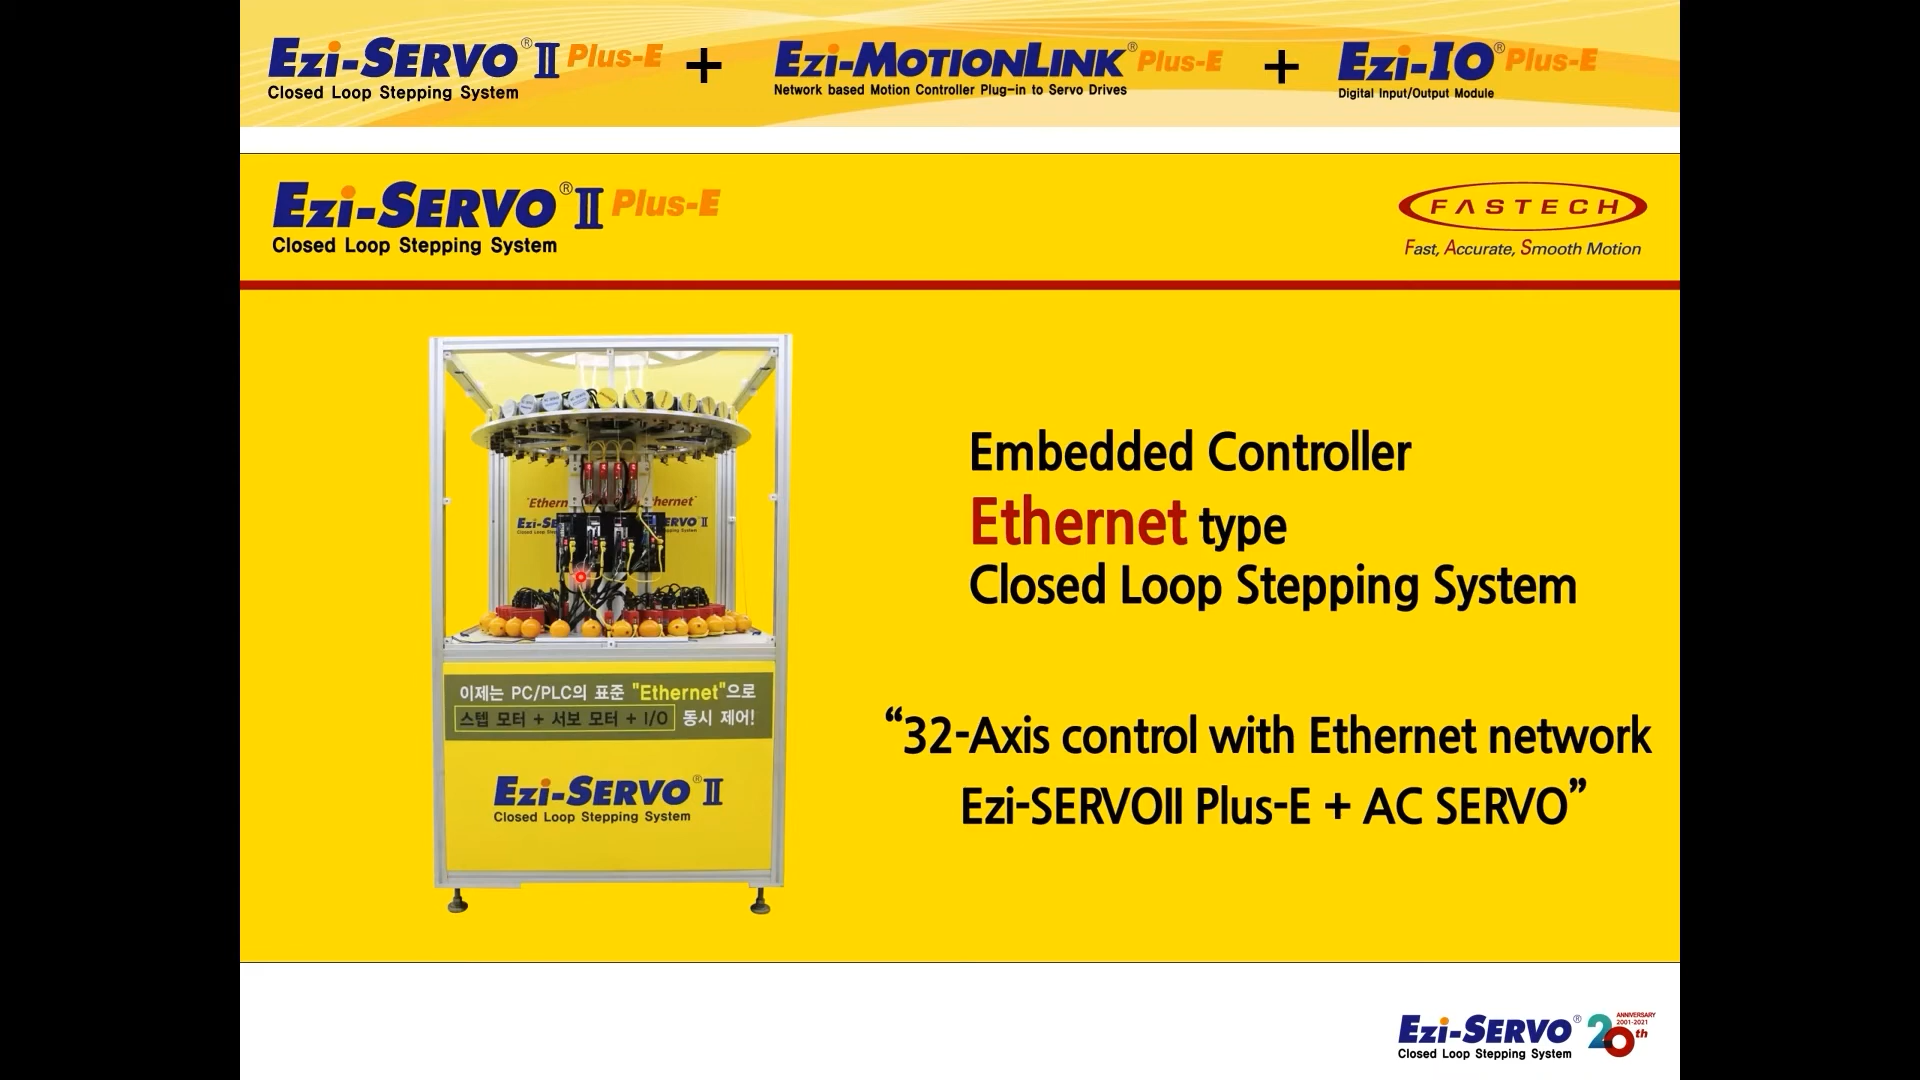 Ezi-SERVO® II Plus-E + Ezi-MOTIONLINK® Plus-E + Ezi-IO® Plus-E
Closed Loop Stepping System
Network based Motion Controller Plug-in to Servo Drives
Digital Input/Output Module
Ezi-SERVO® II Plus-E
Closed Loop Stepping System
FASTECH
Fast, Accurate, Smooth Motion
Embedded Controller
Ethernet type
Closed Loop Stepping System
“32-Axis control with Ethernet network
Ezi-SERVOII Plus-E + AC SERVO”
이제는 PC/PLC의 표준 "Ethernet"으로
스텝 모터 + 서보 모터 + I/O 동시 제어!
Ezi-SERVO® II
Closed Loop Stepping System
Ezi-SERVO®
Closed Loop Stepping System
20th
ANNIVERSARY
2001-2021